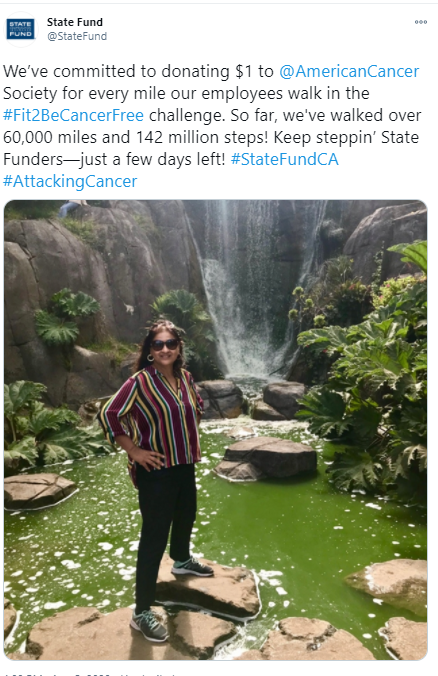 STATE
FUND
State Fund
@StateFund
We've committed to donating $1 to @AmericanCancer
Society for every mile our employees walk in the
#Fit2BeCancerFree challenge. So far, we've walked over
60,000 miles and 142 million steps! Keep steppin' State
Funders—just a few days left! #StateFundCA
#AttackingCancer